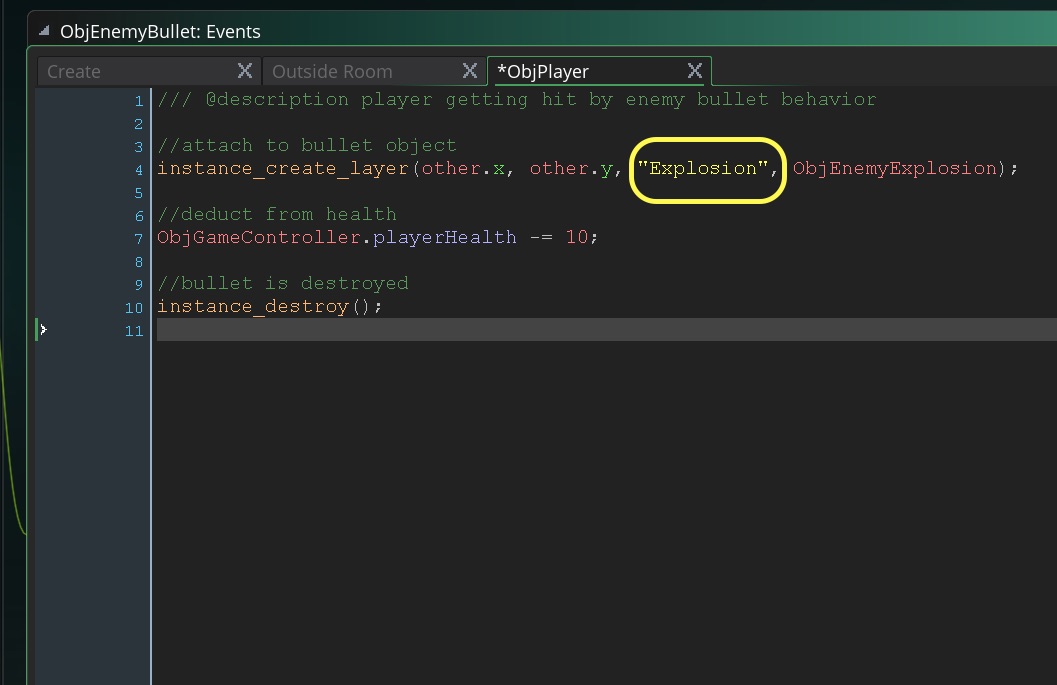 ObjEnemyBullet: Events
Create X Outside Room X *ObjPlayer X
1 /// @description player getting hit by enemy bullet behavior
2
3 //attach to bullet object
4 instance_create_layer(other.x, other.y, "Explosion", ObjEnemyExplosion);
5
6 //deduct from health
7 ObjGameController.playerHealth -= 10;
8
9 //bullet is destroyed
10 instance_destroy();
11